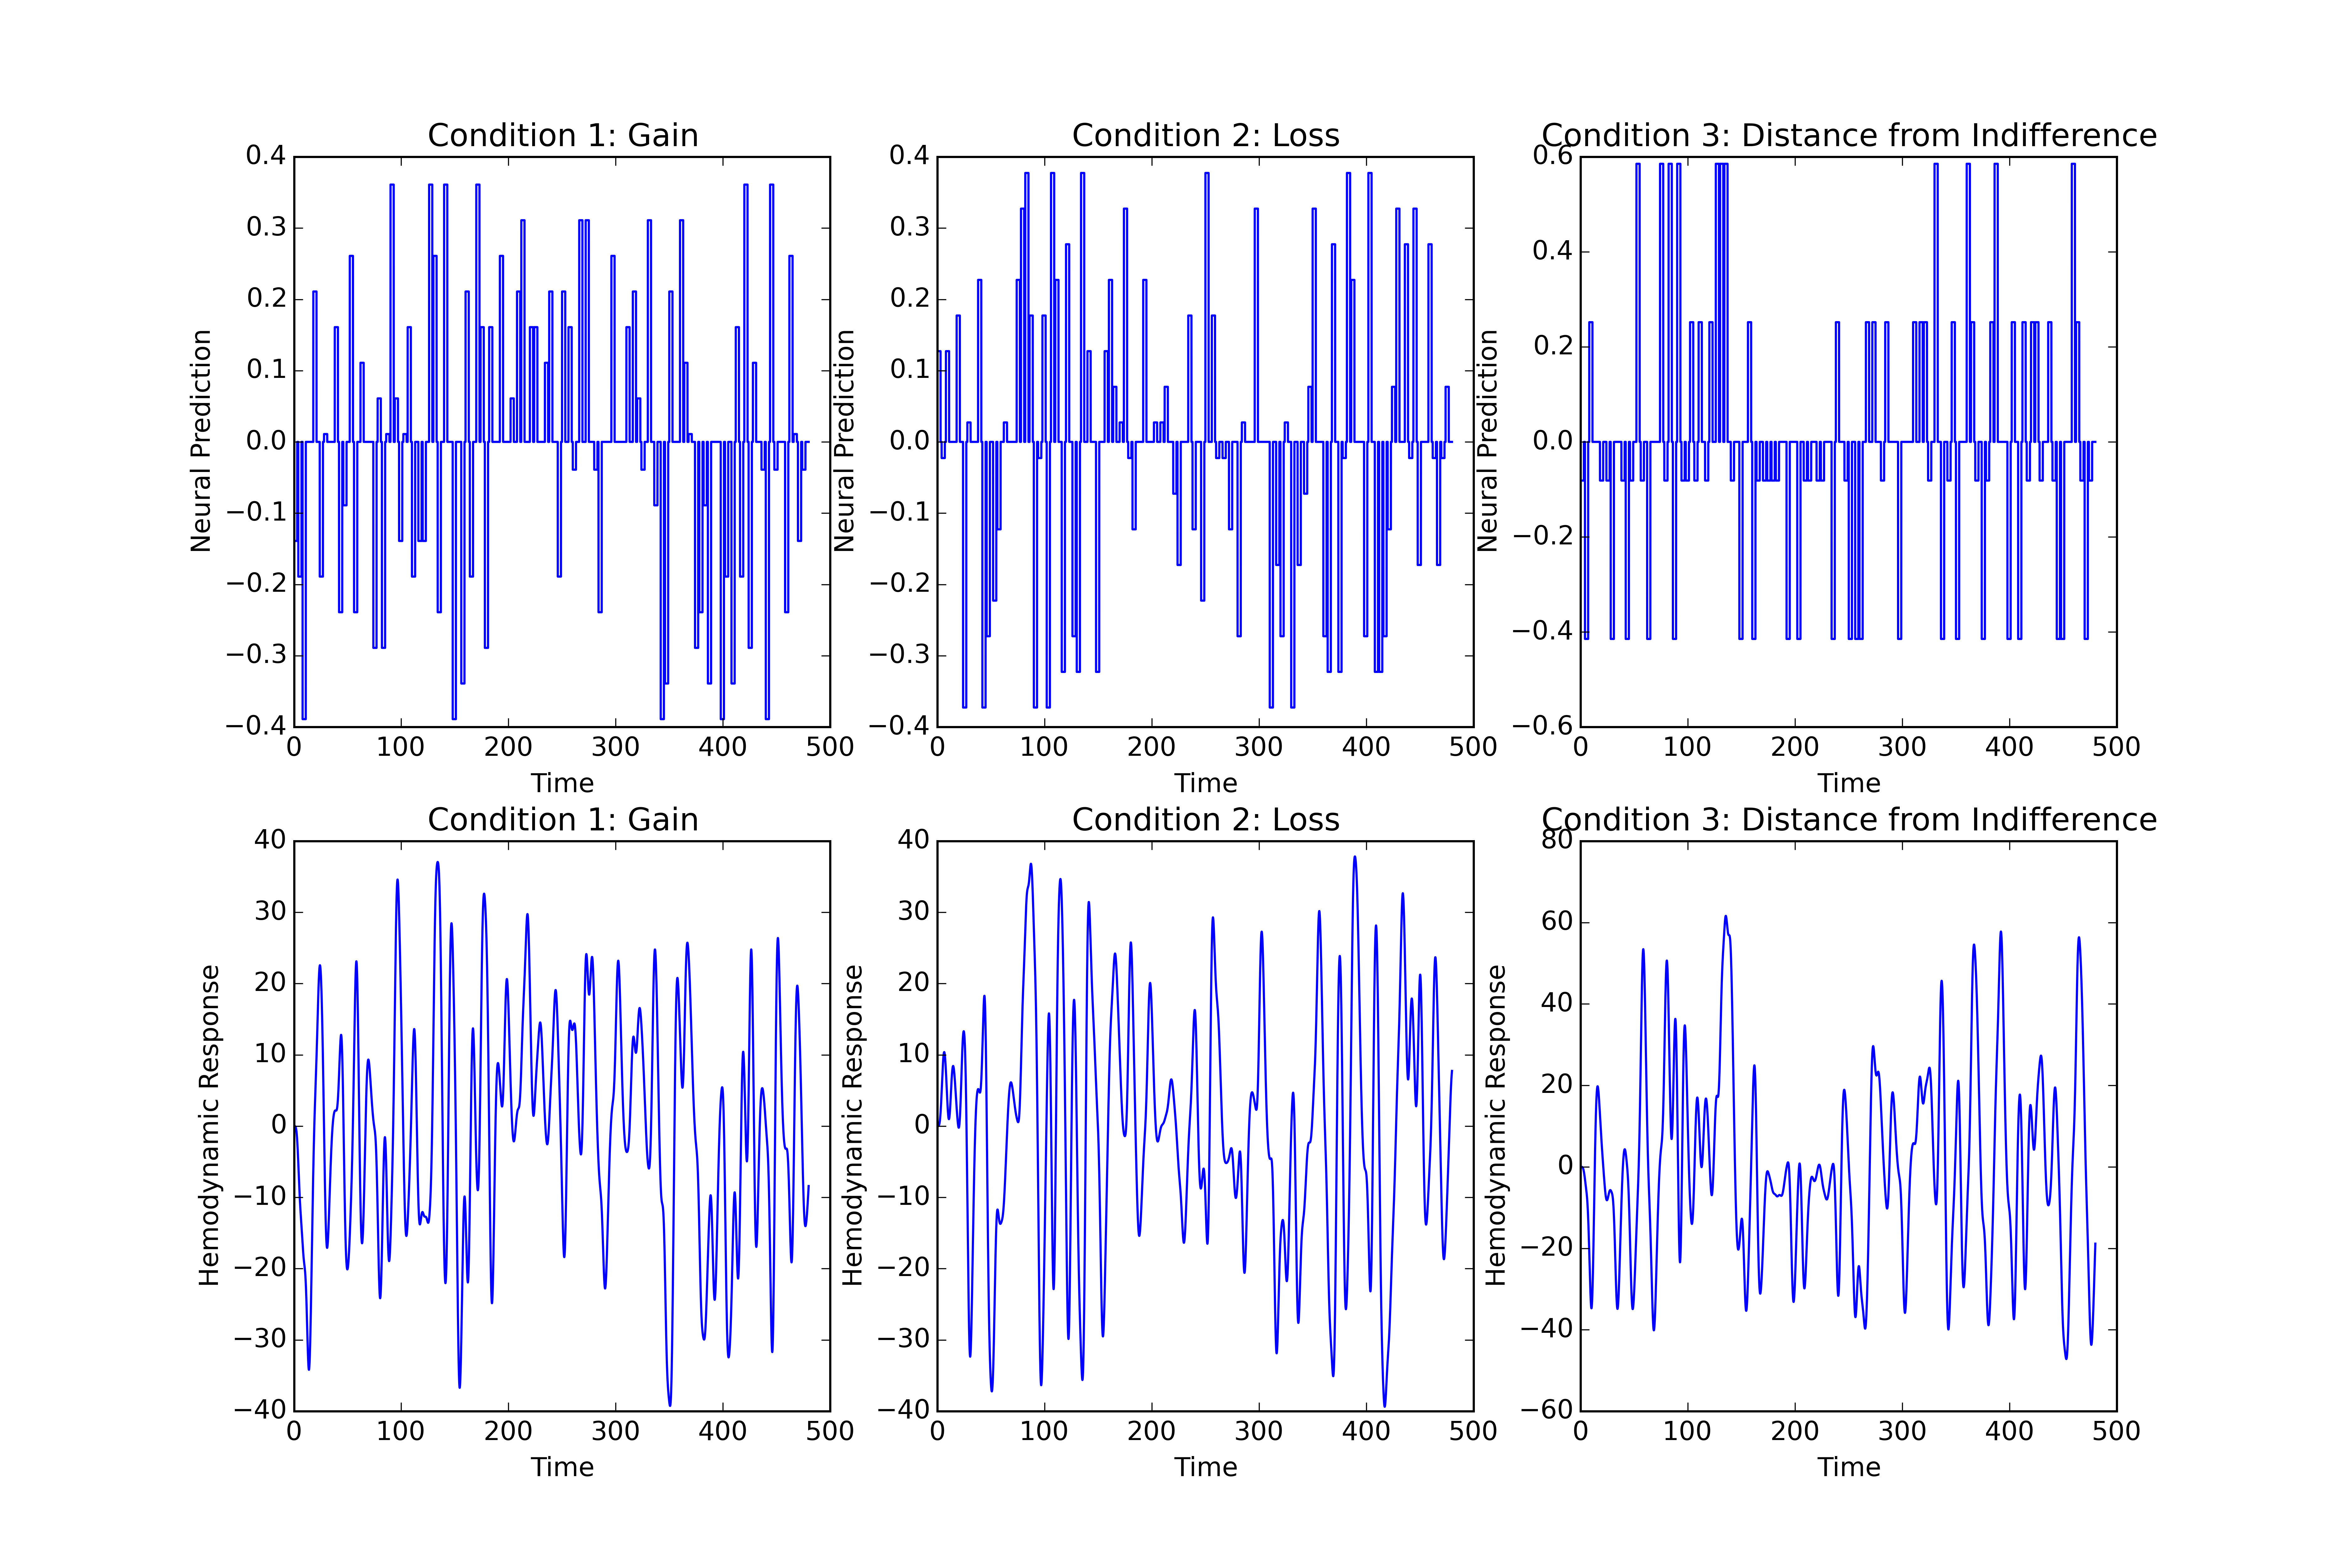 Condition 1: Gain
Condition 2: Loss
Condition 3: Distance from Indifference
0.4
0.3
0.2
0.1
0.0
−0.1
−0.2
−0.3
−0.4
Neural Prediction
0 100 200 300 400 500
Time
0.4
0.3
0.2
0.1
0.0
−0.1
−0.2
−0.3
−0.4
Neural Prediction
0 100 200 300 400 500
Time
0.6
0.4
0.2
0.0
−0.2
−0.4
−0.6
Neural Prediction
0 100 200 300 400 500
Time
Condition 1: Gain
Condition 2: Loss
Condition 3: Distance from Indifference
40
30
20
10
0
−10
−20
−30
−40
Hemodynamic Response
0 100 200 300 400 500
Time
40
30
20
10
0
−10
−20
−30
−40
Hemodynamic Response
0 100 200 300 400 500
Time
80
60
40
20
0
−20
−40
−60
Hemodynamic Response
0 100 200 300 400 500
Time